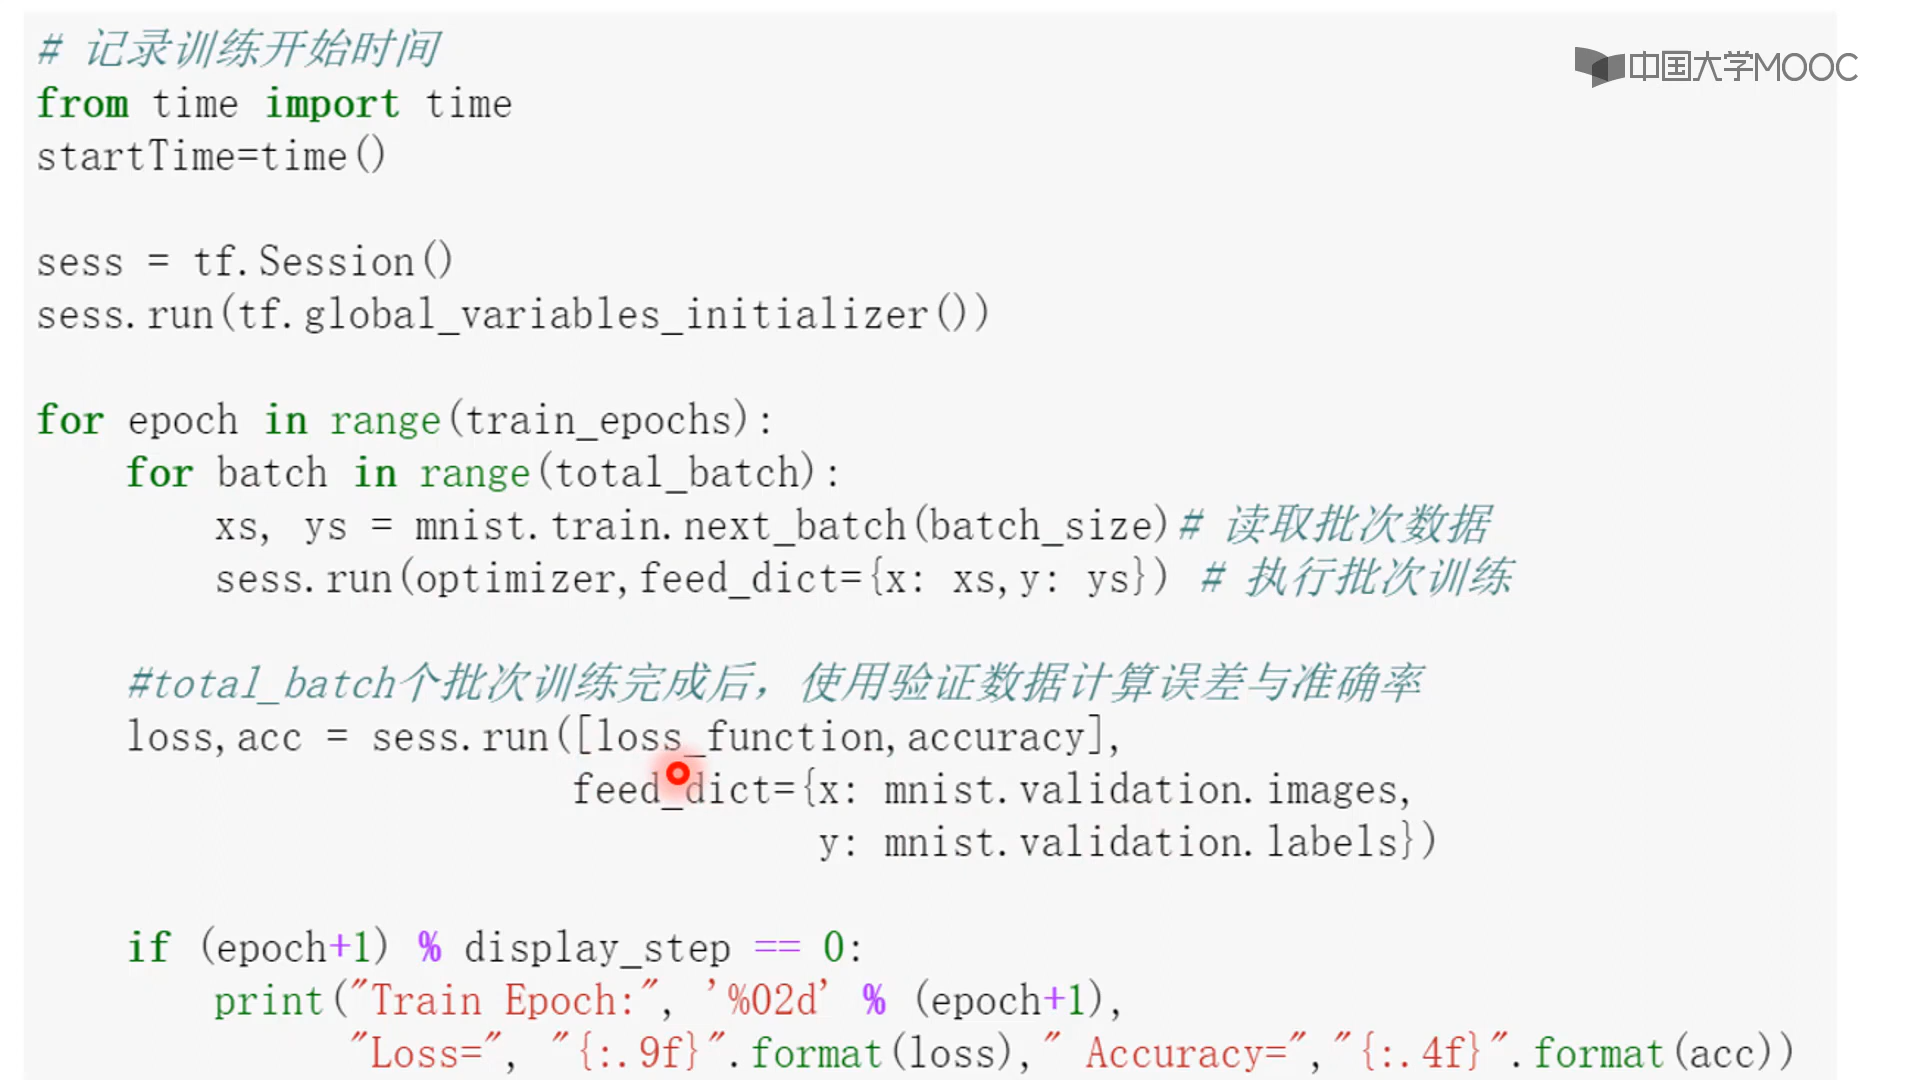 # 记录训练开始时间
中国大学MOOC
from time import time
startTime=time()
sess = tf.Session()
sess.run(tf.global_variables_initializer())
for epoch in range(train_epochs):
for batch in range(total_batch):
xs, ys = mnist.train.next_batch(batch_size)# 读取批次数据
sess.run(optimizer,feed_dict={x: xs,y: ys}) # 执行批次训练
#total_batch个批次训练完成后，使用验证数据计算误差与准确率
loss,acc = sess.run([loss_function,accuracy],
feed_dict={x: mnist.validation.images,
y: mnist.validation.labels})
if (epoch+1) % display_step == 0:
print("Train Epoch:", '%02d' % (epoch+1),
"Loss=", "{:.9f}".format(loss)," Accuracy=","{:.4f}".format(acc))